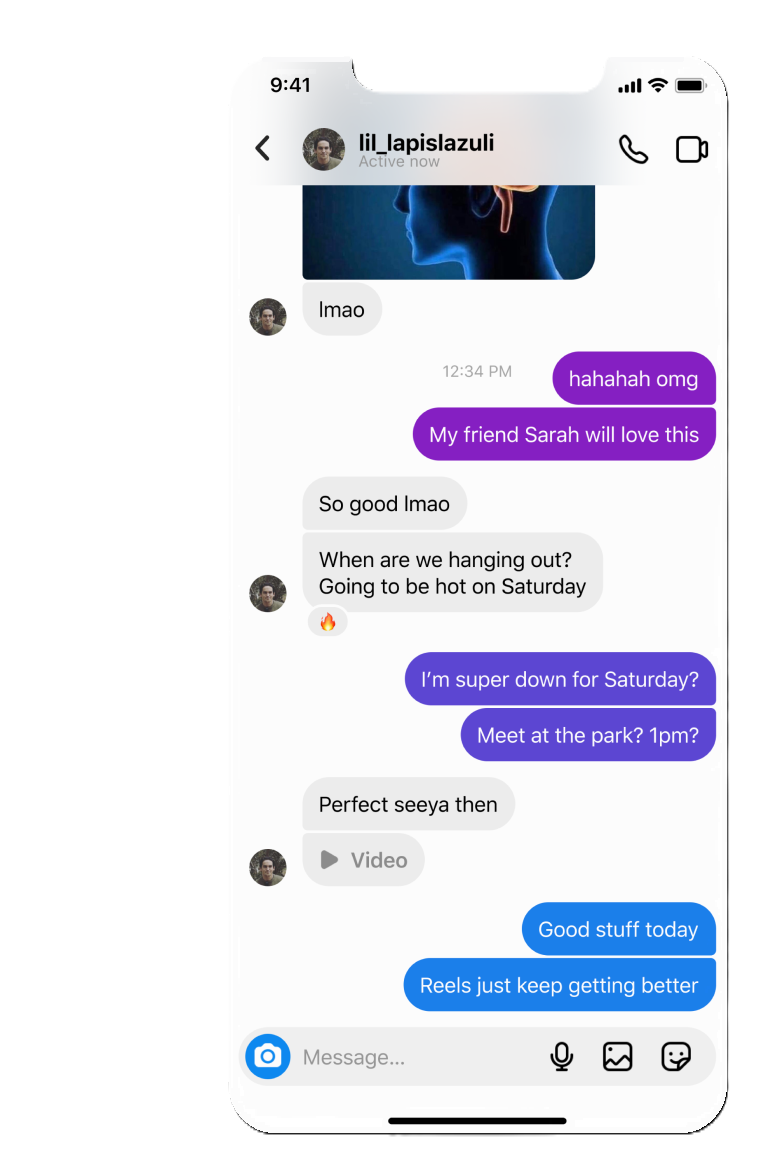 9:41
lil_lapislazuli
Active now
lmao
12:34 PM
hahahah omg
My friend Sarah will love this
So good lmao
When are we hanging out?
Going to be hot on Saturday
🔥
I'm super down for Saturday?
Meet at the park? 1pm?
Perfect seeya then
Video
Good stuff today
Reels just keep getting better
Message...